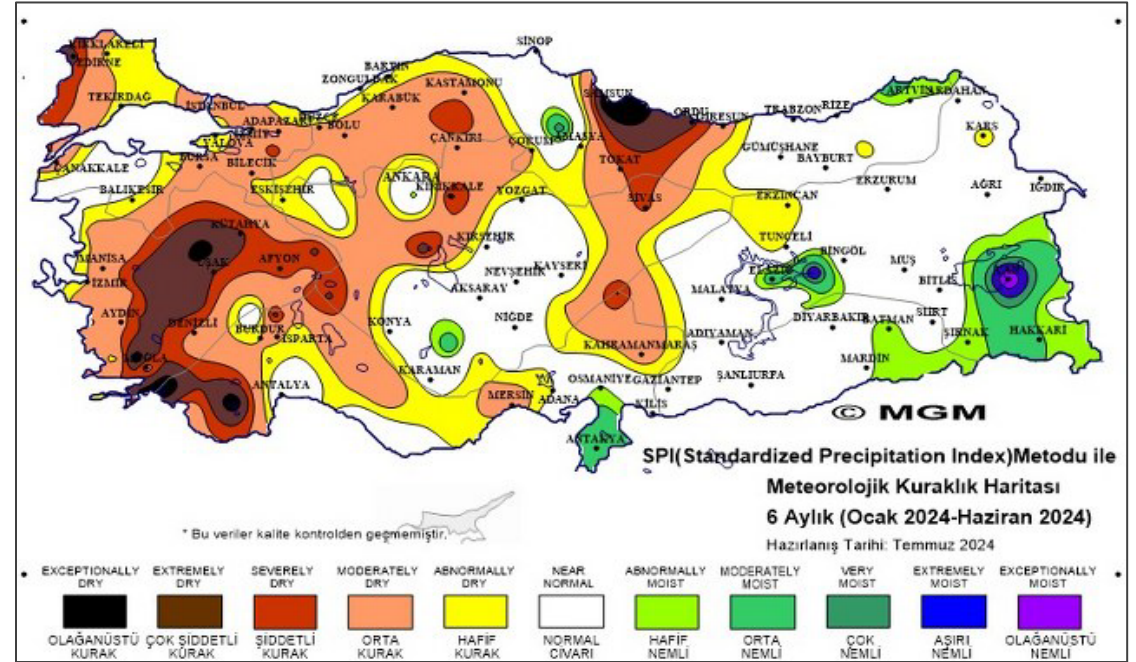 SİNOP
KIRKLARELİ
EDİRNE
BARTIN
ZONGULDAK
KASTAMONU
KARABÜK
TEKİRDAĞ
İSTANBUL
SAMSUN
ORDU
GİRESUN
TRABZON
RİZE
ARTVİN
ARDAHAN
ADAPAZARI
BOLU
ÇANKIRI
ÇORUM
AMASYA
KARS
YALOVA
BURSA
BİLECİK
TOKAT
GÜMÜŞHANE
BAYBURT
ÇANAKKALE
BALIKESİR
ESKİŞEHİR
ANKARA
KIRIKKALE
YOZGAT
SİVAS
ERZİNCAN
ERZURUM
AĞRI
IĞDIR
KÜTAHYA
KIRŞEHİR
TUNCELİ
BİNGÖL
MANİSA
UŞAK
AFYON
NEVŞEHİR
KAYSERİ
ELAZIĞ
MUŞ
BİTLİS
VAN
İZMİR
AKSARAY
MALATYA
AYDIN
DENİZLİ
BURDUR
ISPARTA
KONYA
NİĞDE
ADIYAMAN
DİYARBAKIR
BATMAN
SİİRT
ŞIRNAK
HAKKARİ
MUĞLA
KAHRAMANMARAŞ
MARDİN
ANTALYA
KARAMAN
MERSİN
ADANA
OSMANİYE
GAZİANTEP
ŞANLIURFA
KİLİS
ANTAKYA
© MGM
SPI(Standardized Precipitation Index)Metodu ile
Meteorolojik Kuraklık Haritası
6 Aylık (Ocak 2024-Haziran 2024)
Hazırlanış Tarihi: Temmuz 2024
* Bu veriler kalite kontrolden geçmemiştir.
EXCEPTIONALLY DRY
EXTREMELY DRY
SEVERELY DRY
MODERATELY DRY
ABNORMALLY DRY
NEAR NORMAL
ABNORMALLY MOIST
MODERATELY MOIST
VERY MOIST
EXTREMELY MOIST
EXCEPTIONALLY MOIST
OLAĞANÜSTÜ KURAK
ÇOK ŞİDDETLİ KURAK
ŞİDDETLİ KURAK
ORTA KURAK
HAFİF KURAK
NORMAL CİVARI
HAFİF NEMLİ
ORTA NEMLİ
ÇOK NEMLİ
AŞIRI NEMLİ
OLAĞANÜSTÜ NEMLİ